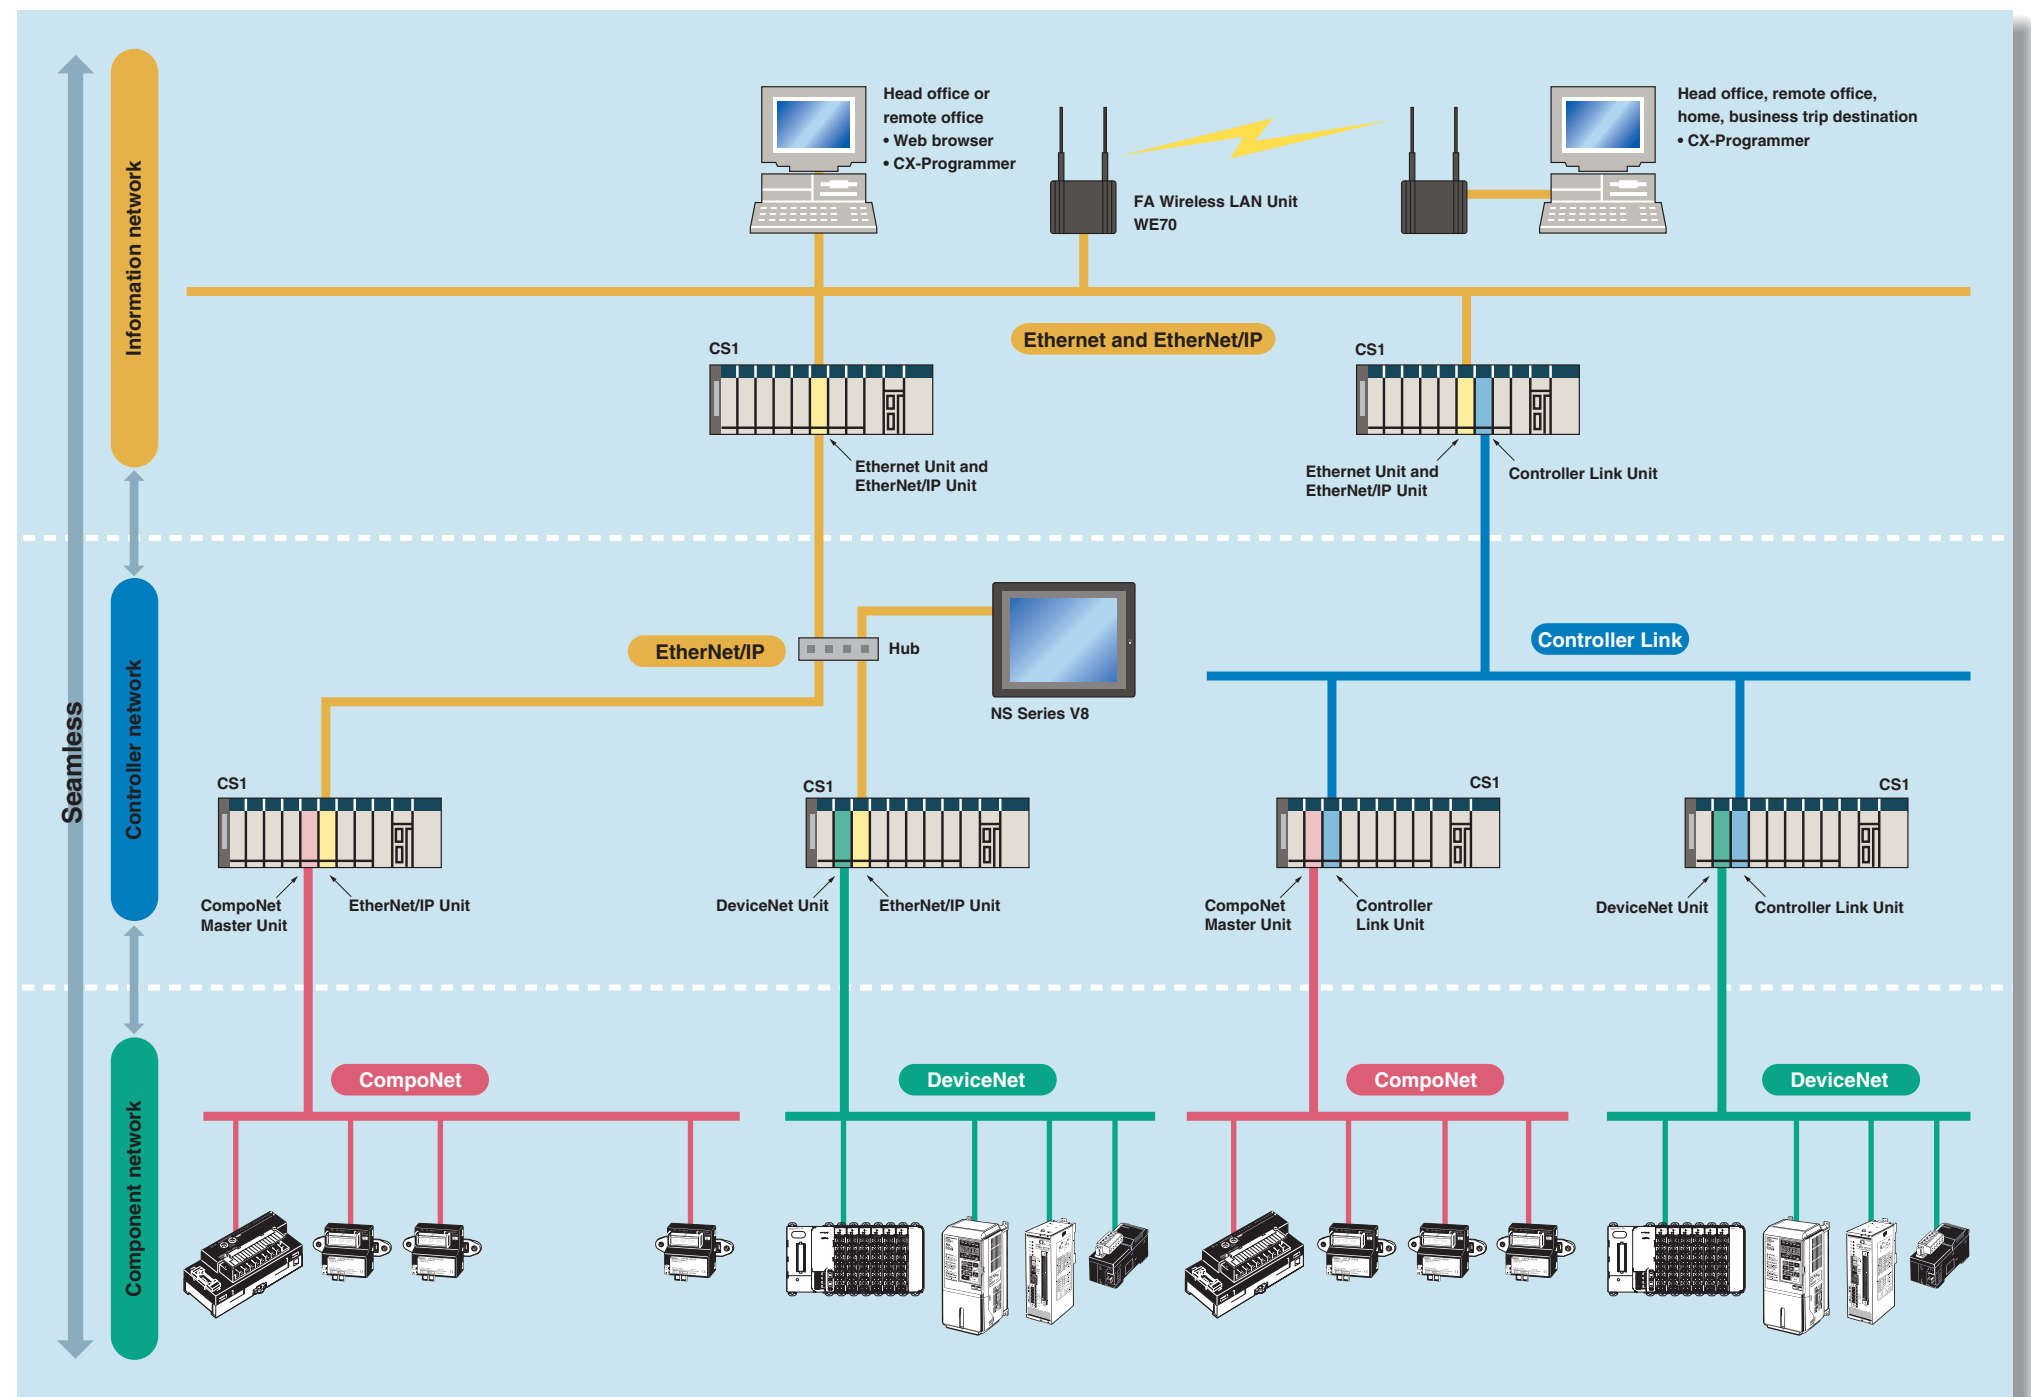 Seamless
Information network
Controller network
Component network
Head office or
remote office
• Web browser
• CX-Programmer
FA Wireless LAN Unit
WE70
Head office, remote office,
home, business trip destination
• CX-Programmer
Ethernet and EtherNet/IP
CS1
CS1
Ethernet Unit and
EtherNet/IP Unit
Ethernet Unit and
EtherNet/IP Unit
Controller Link Unit
EtherNet/IP
Hub
NS Series V8
Controller Link
CS1
CS1
CS1
CS1
CompoNet
Master Unit
EtherNet/IP Unit
DeviceNet Unit
EtherNet/IP Unit
CompoNet
Master Unit
Controller
Link Unit
DeviceNet Unit
Controller Link Unit
CompoNet
DeviceNet
CompoNet
DeviceNet